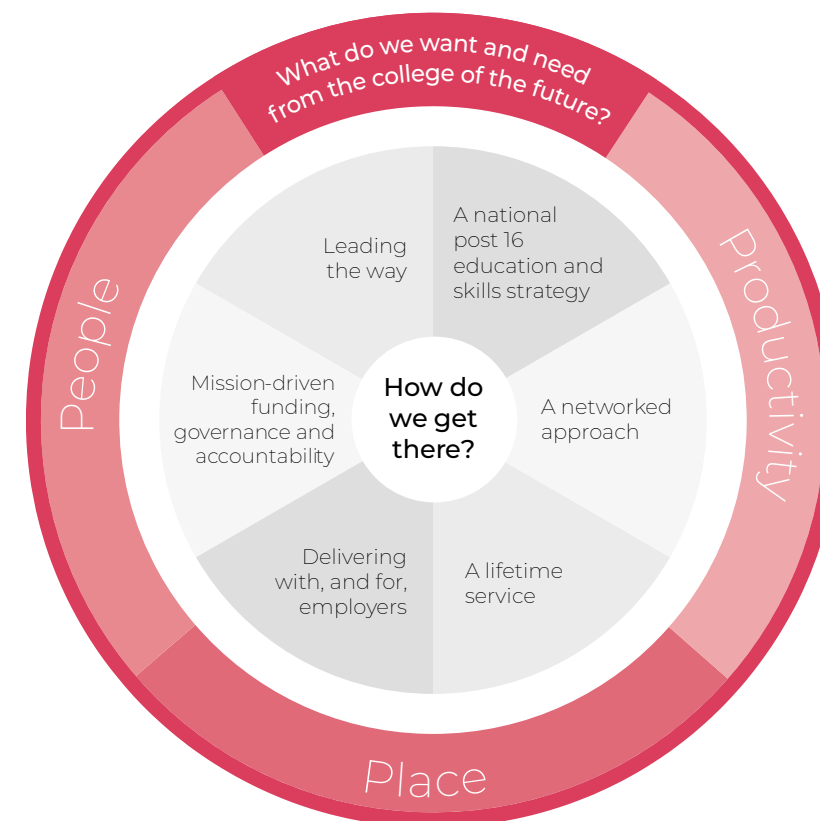 What do we want and need
from the college of the future?
People
Productivity
Place
Leading
the way
A national
post 16
education and
skills strategy
Mission-driven
funding,
governance and
accountability
How do
we get
there?
A networked
approach
Delivering
with, and for,
employers
A lifetime
service